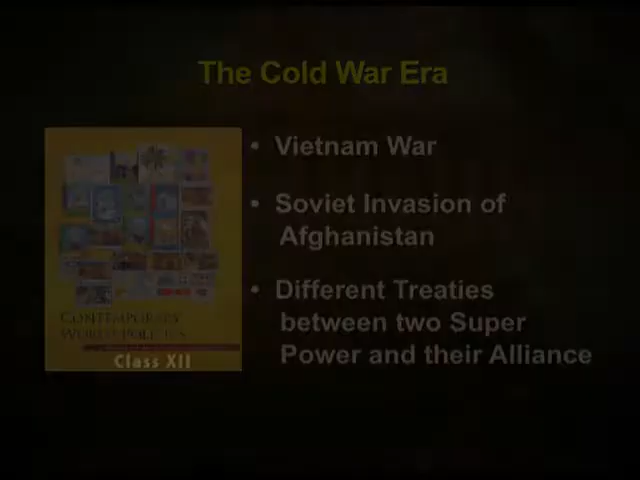 The Cold War Era
• Vietnam War
• Soviet Invasion of
Afghanistan
• Different Treaties
between two Super
Power and their Alliance
CONTEMPORARY
WORLD POLITICS
Class XII